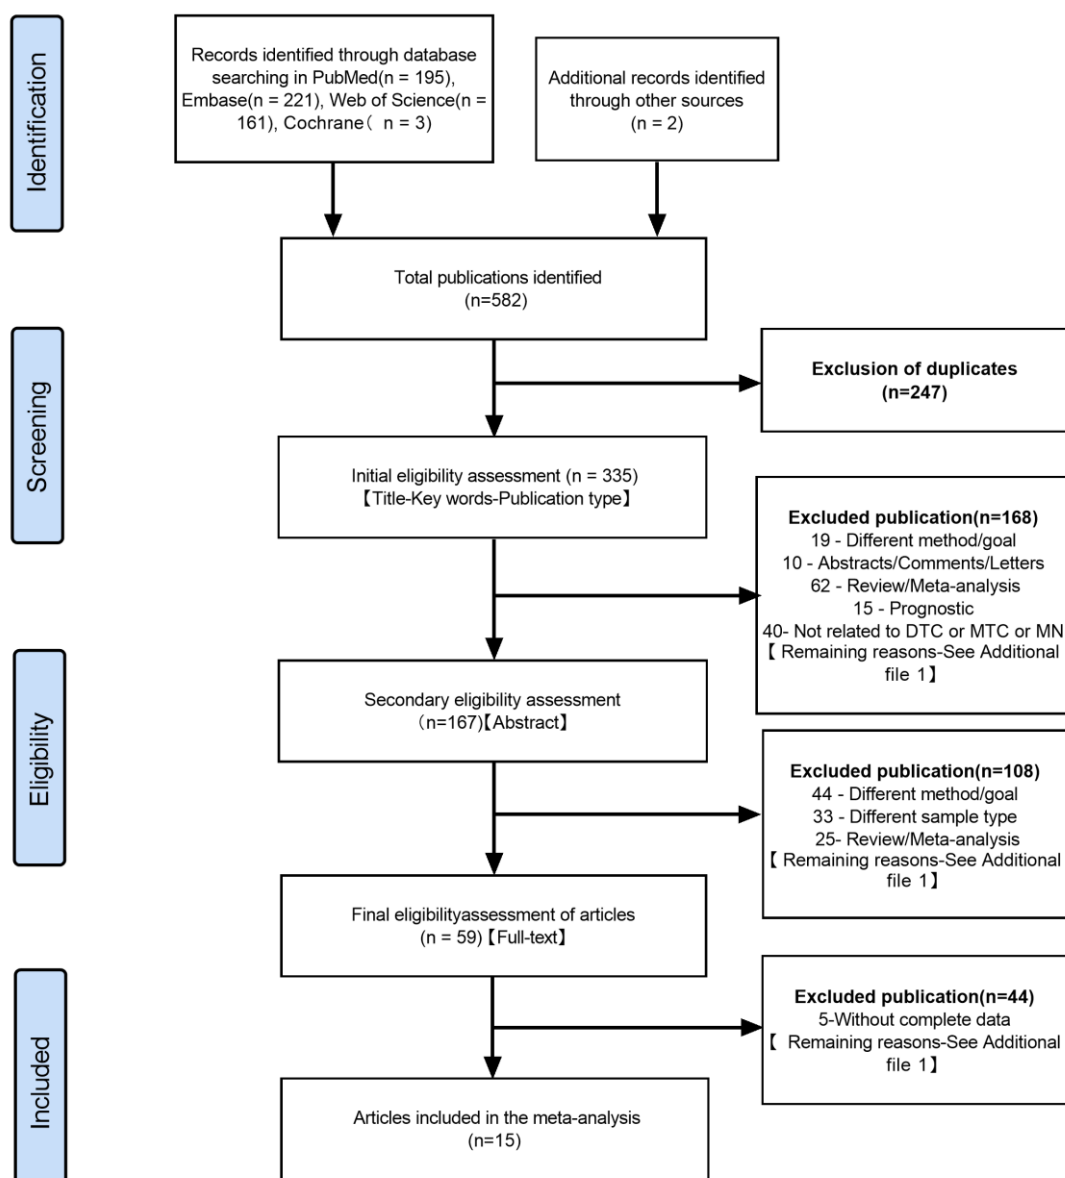 Identification
Records identified through database
searching in PubMed(n = 195),
Embase(n = 221), Web of Science(n =
161), Cochrane( n = 3)
Additional records identified
through other sources
(n = 2)
Total publications identified
(n=582)
Screening
Exclusion of duplicates
(n=247)
Initial eligibility assessment (n = 335)
【Title-Key words-Publication type】
Excluded publication(n=168)
19 - Different method/goal
10 - Abstracts/Comments/Letters
62 - Review/Meta-analysis
15 - Prognostic
40- Not related to DTC or MTC or MN
【 Remaining reasons-See Additional
file 1】
Eligibility
Secondary eligibility assessment
(n=167)【Abstract】
Excluded publication(n=108)
44 - Different method/goal
33 - Different sample type
25- Review/Meta-analysis
【 Remaining reasons-See Additional
file 1】
Final eligibilityassessment of articles
(n = 59)【Full-text】
Included
Excluded publication(n=44)
5-Without complete data
【 Remaining reasons-See Additional
file 1】
Articles included in the meta-analysis
(n=15)